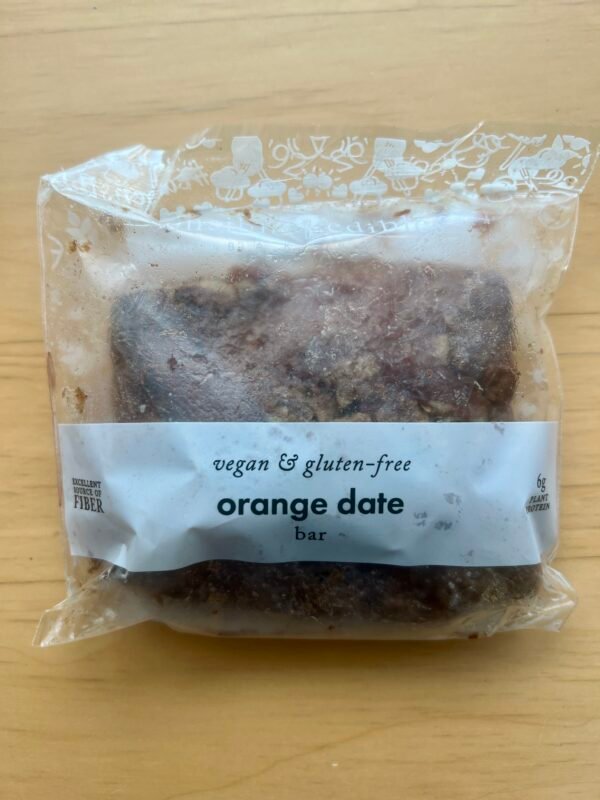 vegan & gluten-free
EXCELLENT
SOURCE OF
FIBER
orange date
bar
6g
PLANT
PROTEIN